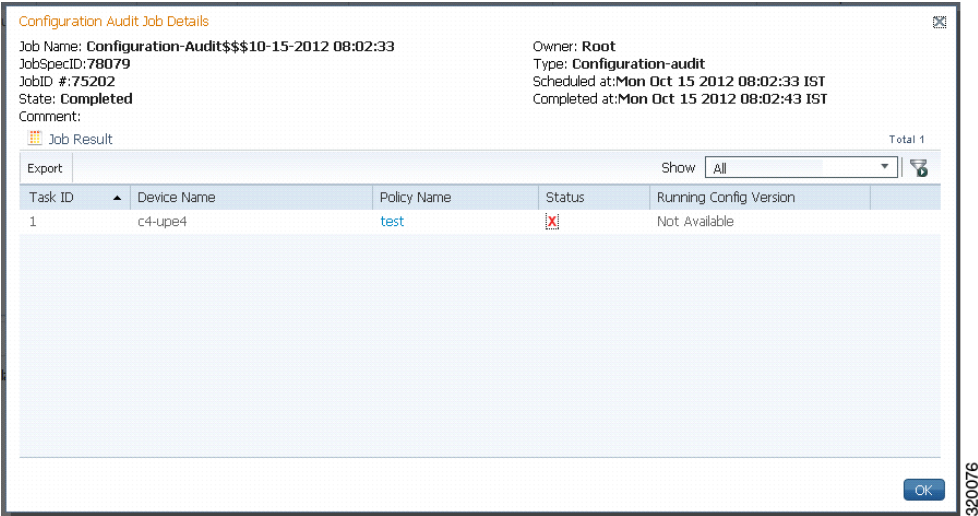 Configuration Audit Job Details
Job Name: Configuration-Audit$$$10-15-2012 08:02:33
Owner: Root
JobSpecID:78079
Type: Configuration-audit
JobID #:75202
Scheduled at:Mon Oct 15 2012 08:02:33 IST
State: Completed
Completed at:Mon Oct 15 2012 08:02:43 IST
Comment:
Job Result
Total 1
Export
Show All
Task ID Device Name Policy Name Status Running Config Version
1 c4-upe4 test X Not Available
OK
320076